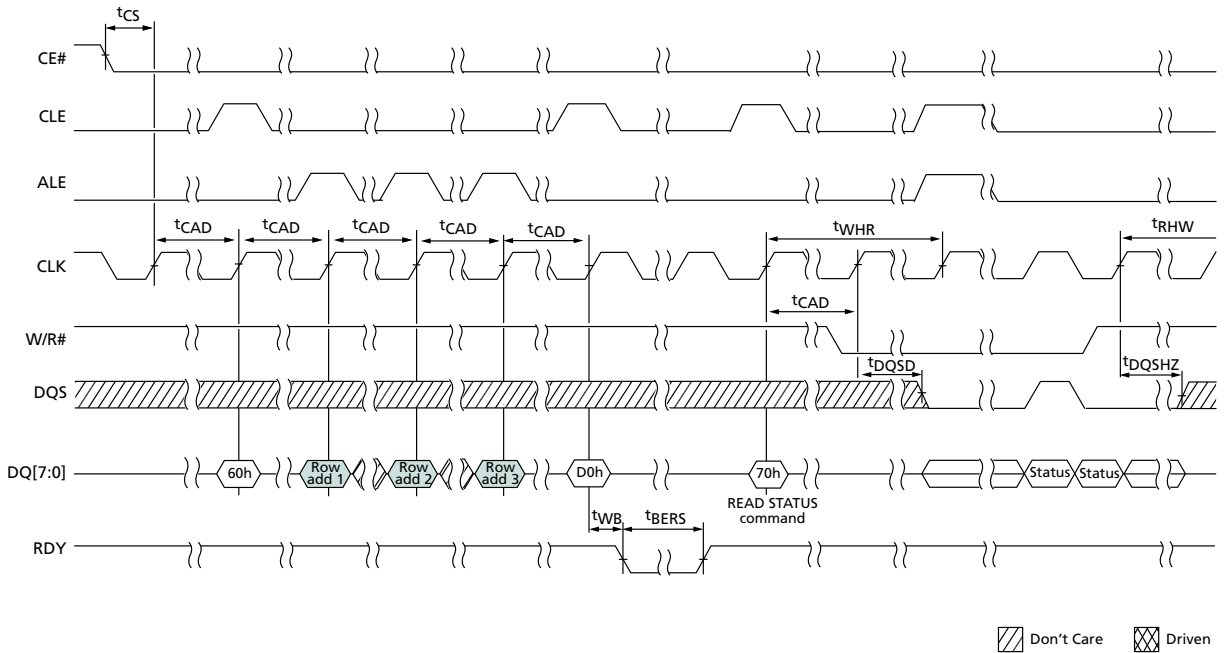 tCS
CE#
CLE
ALE
tCAD tCAD tCAD tCAD tCAD tWHR tRHW
CLK
tCAD
W/R#
tDQSD tDQSHZ
DQS
DQ[7:0] 60h Row add 1 Row add 2 Row add 3 D0h 70h Status Status
READ STATUS
command
tWB tBERS
RDY
Don't Care Driven